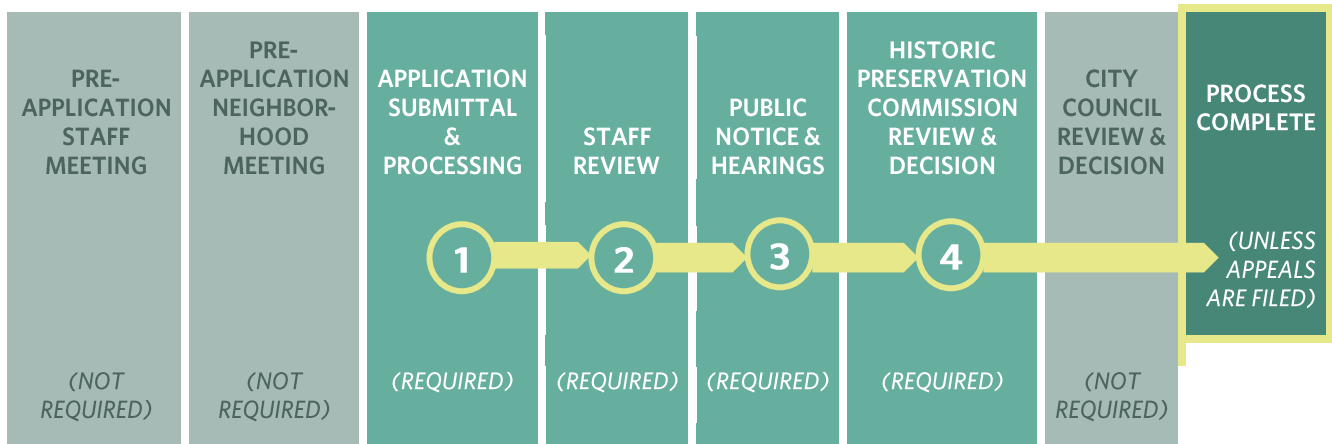 PRE-
APPLICATION
STAFF
MEETING
(NOT
REQUIRED)
PRE-
APPLICATION
NEIGHBOR-
HOOD
MEETING
(NOT
REQUIRED)
APPLICATION
SUBMITTAL
&
PROCESSING
1
(REQUIRED)
STAFF
REVIEW
2
(REQUIRED)
PUBLIC
NOTICE &
HEARINGS
3
(REQUIRED)
HISTORIC
PRESERVATION
COMMISSION
REVIEW &
DECISION
4
(REQUIRED)
CITY
COUNCIL
REVIEW &
DECISION
(NOT
REQUIRED)
PROCESS
COMPLETE
(UNLESS
APPEALS
ARE FILED)